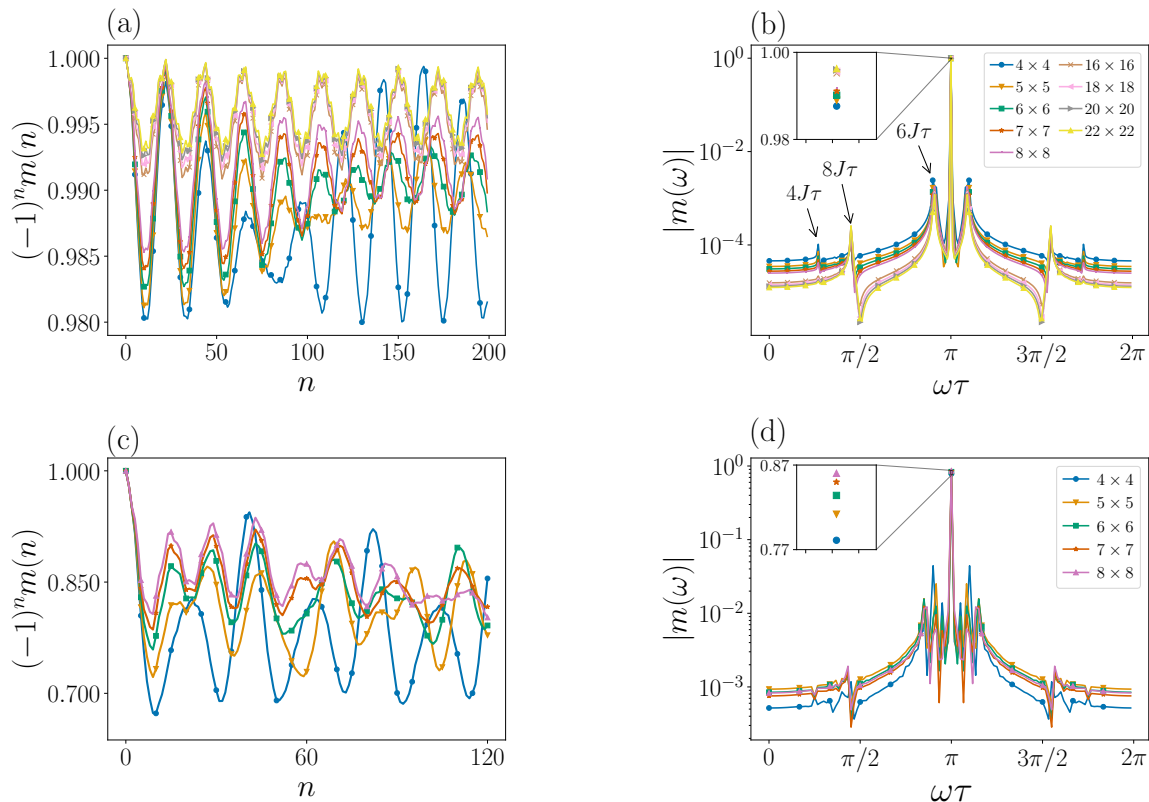 (a)
(−1)ⁿm(n)
1.000
0.995
0.990
0.985
0.980
0
50
100
150
200
n
(b)
|m(ω)|
10⁰
10⁻²
10⁻⁴
1.00
0.98
4Jτ
8Jτ
6Jτ
4 × 4
5 × 5
6 × 6
7 × 7
8 × 8
16 × 16
18 × 18
20 × 20
22 × 22
0
π/2
π
3π/2
2π
ωτ
(c)
(−1)ⁿm(n)
1.000
0.850
0.700
0
60
120
n
(d)
|m(ω)|
10⁰
10⁻¹
10⁻²
10⁻³
0.87
0.77
4 × 4
5 × 5
6 × 6
7 × 7
8 × 8
0
π/2
π
3π/2
2π
ωτ